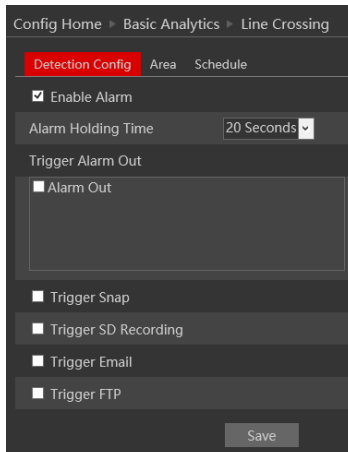 Config Home ▸ Basic Analytics ▸ Line Crossing
Detection Config Area Schedule
Enable Alarm
Alarm Holding Time 20 Seconds
Trigger Alarm Out
Alarm Out
Trigger Snap
Trigger SD Recording
Trigger Email
Trigger FTP
Save